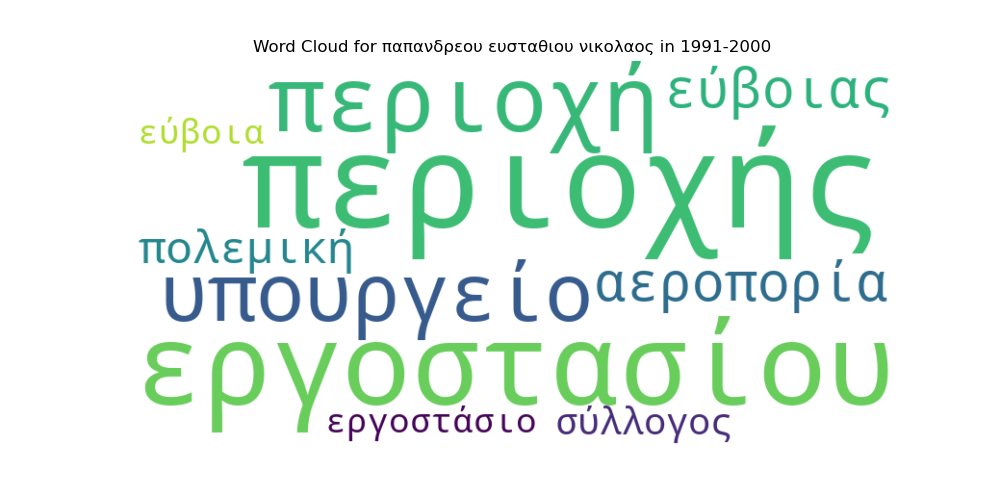 Word Cloud for παπανδρεου ευσταθιου νικολαος in 1991-2000
περιοχή
εύβοιας
εύβοια
περιοχής
πολεμική
υπουργείο
αεροπορία
εργοστασίου
εργοστάσιο
σύλλογος